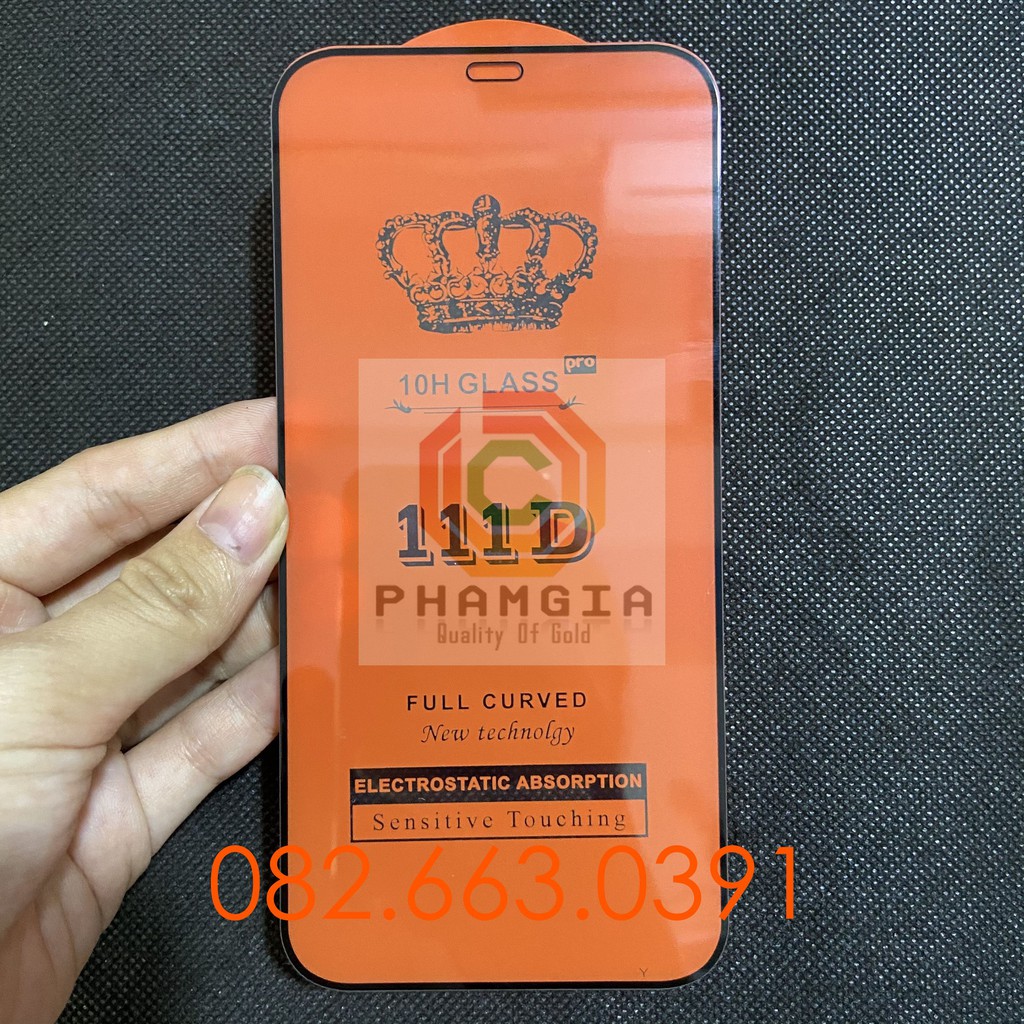 10H GLASS pro
111D
PHAMGIA
Quality Of Gold
FULL CURVED
New technolgy
ELECTROSTATIC ABSORPTION
Sensitive Touching
082.663.0391
Y